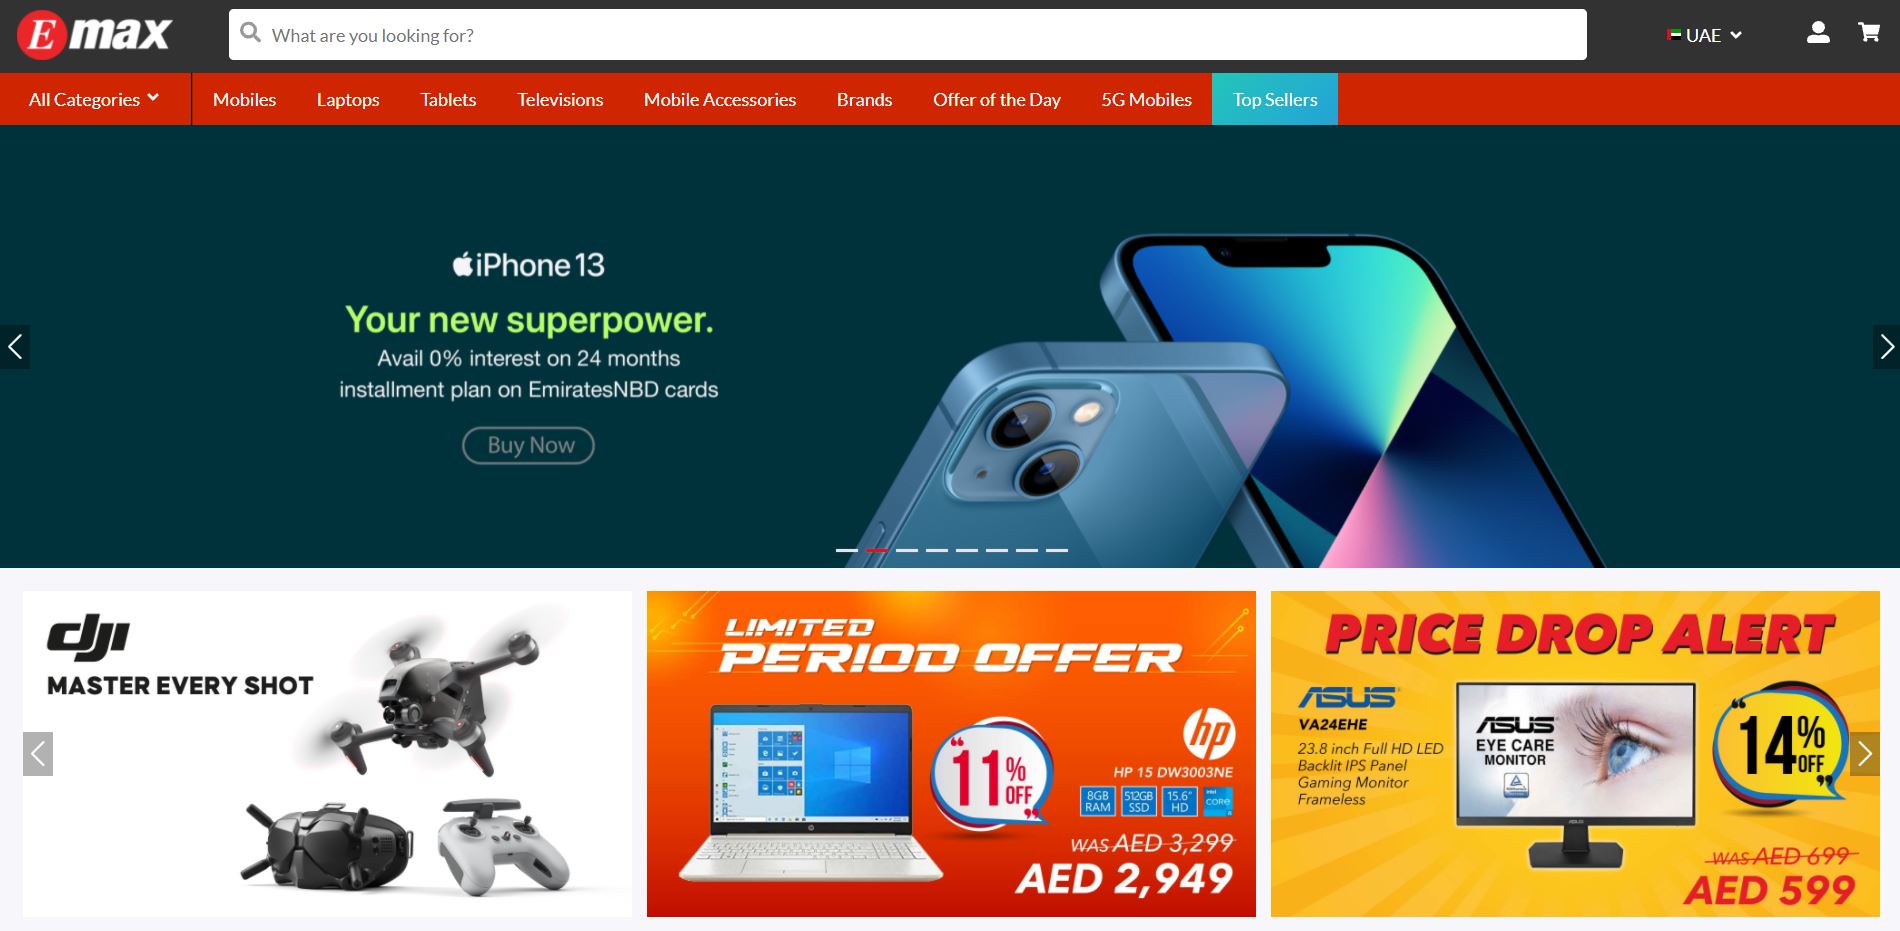 Emax
What are you looking for?
UAE
All Categories
Mobiles
Laptops
Tablets
Televisions
Mobile Accessories
Brands
Offer of the Day
5G Mobiles
Top Sellers
iPhone 13
Your new superpower.
Avail 0% interest on 24 months
installment plan on EmiratesNBD cards
Buy Now
dji
MASTER EVERY SHOT
LIMITED
PERIOD OFFER
11%
OFF
hp
HP 15 DW3003NE
8GB
RAM
512GB
SSD
15.6"
HD
intel
CORE
WAS AED 3,299
AED 2,949
PRICE DROP ALERT
ASUS
VA24EHE
23.8 inch Full HD LED
Backlit IPS Panel
Gaming Monitor
Frameless
ASUS
EYE CARE
MONITOR
ASUS
14%
OFF
WAS AED 699
AED 599